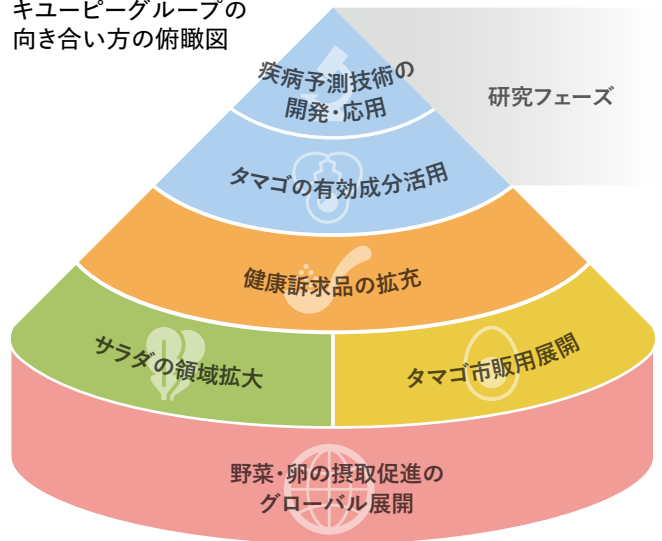 キユーピーグループの
向き合い方の俯瞰図
疾病予測技術の
開発・応用
研究フェーズ
タマゴの有効成分活用
健康訴求品の拡充
サラダの領域拡大
タマゴ市販用展開
野菜・卵の摂取促進の
グローバル展開